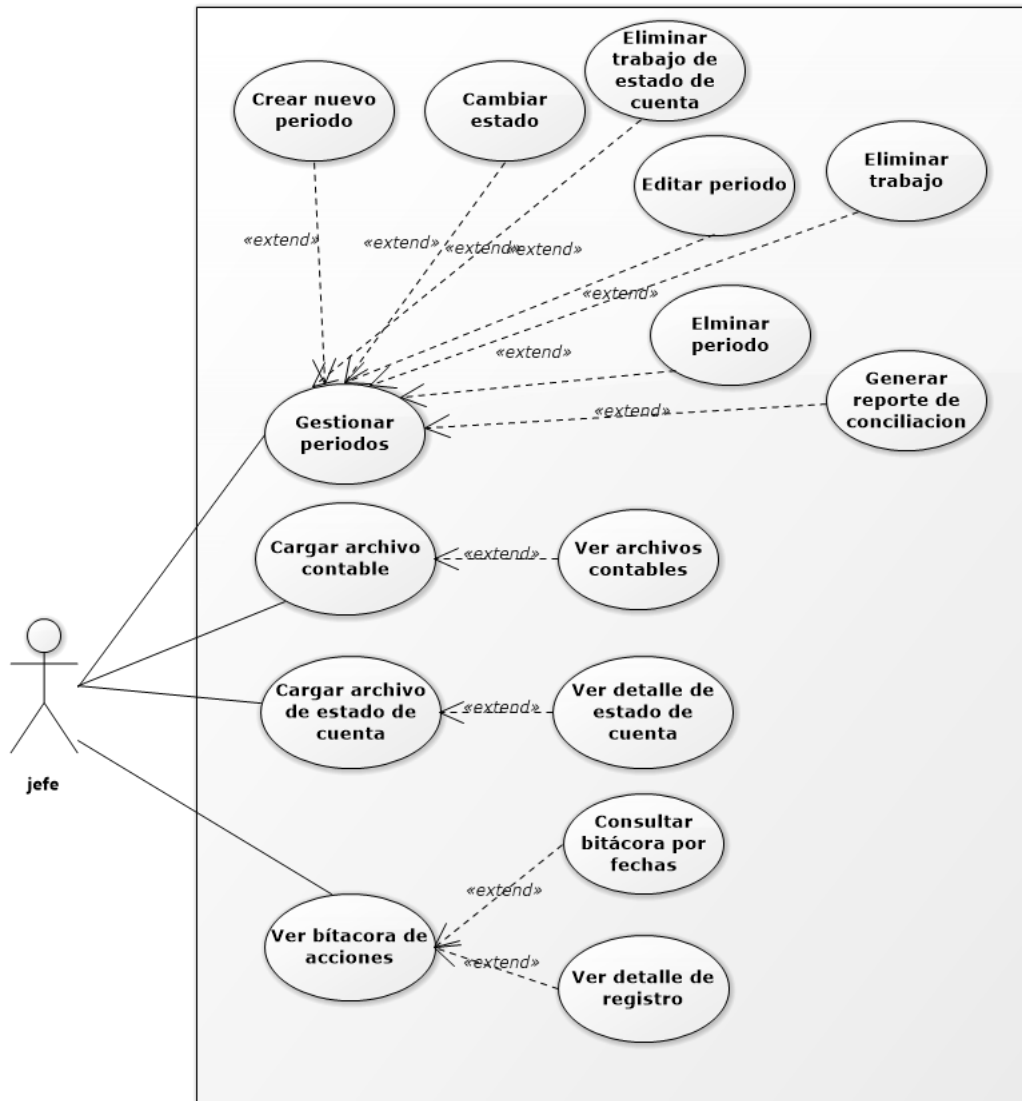 Eliminar
trabajo de
estado de
cuenta
Crear nuevo
periodo
Cambiar
estado
Eliminar
trabajo
Editar periodo
«extend»
«extend»
«extend»
«extend»
«extend»
«extend»
«extend»
Elminar
periodo
Generar
reporte de
conciliacion
Gestionar
periodos
Cargar archivo
contable
«extend»
Ver archivos
contables
Cargar archivo
de estado de
cuenta
«extend»
Ver detalle de
estado de
cuenta
jefe
Consultar
bitácora por
fechas
«extend»
Ver bítacora de
acciones
«extend»
Ver detalle de
registro